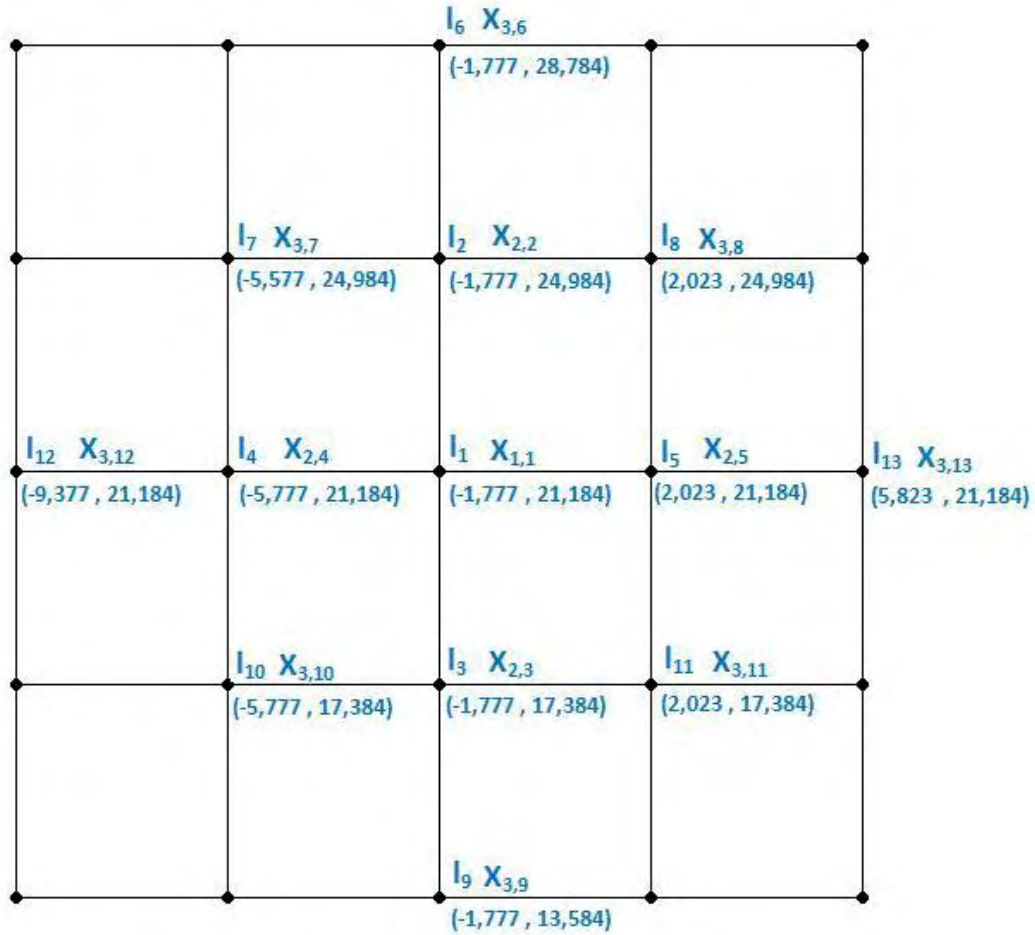 I6 X3,6
(-1,777 , 28,784)
I7 X3,7
(-5,577 , 24,984)
I2 X2,2
(-1,777 , 24,984)
I8 X3,8
(2,023 , 24,984)
I12 X3,12
(-9,377 , 21,184)
I4 X2,4
(-5,777 , 21,184)
I1 X1,1
(-1,777 , 21,184)
I5 X2,5
(2,023 , 21,184)
I13 X3,13
(5,823 , 21,184)
I10 X3,10
(-5,777 , 17,384)
I3 X2,3
(-1,777 , 17,384)
I11 X3,11
(2,023 , 17,384)
I9 X3,9
(-1,777 , 13,584)